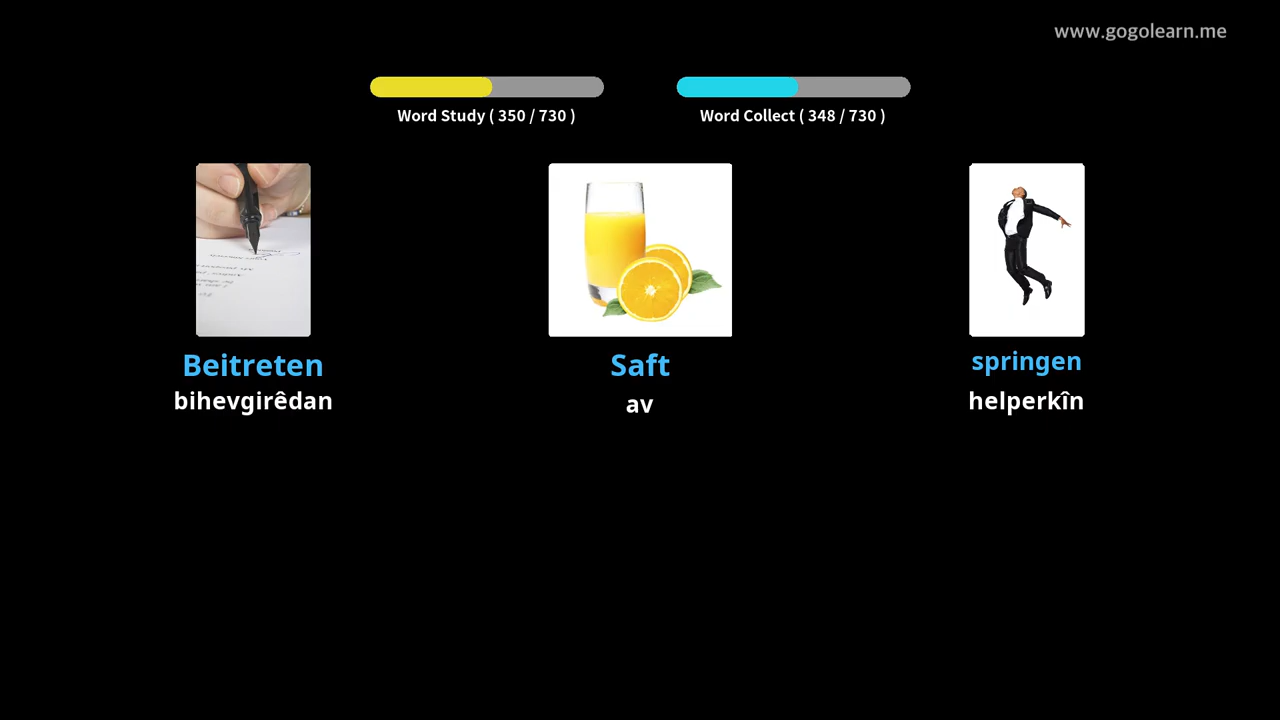 www.gogolearn.me
Word Study ( 350 / 730 )
Word Collect ( 348 / 730 )
Beitreten
bihevgirêdan
Saft
av
springen
helperkîn